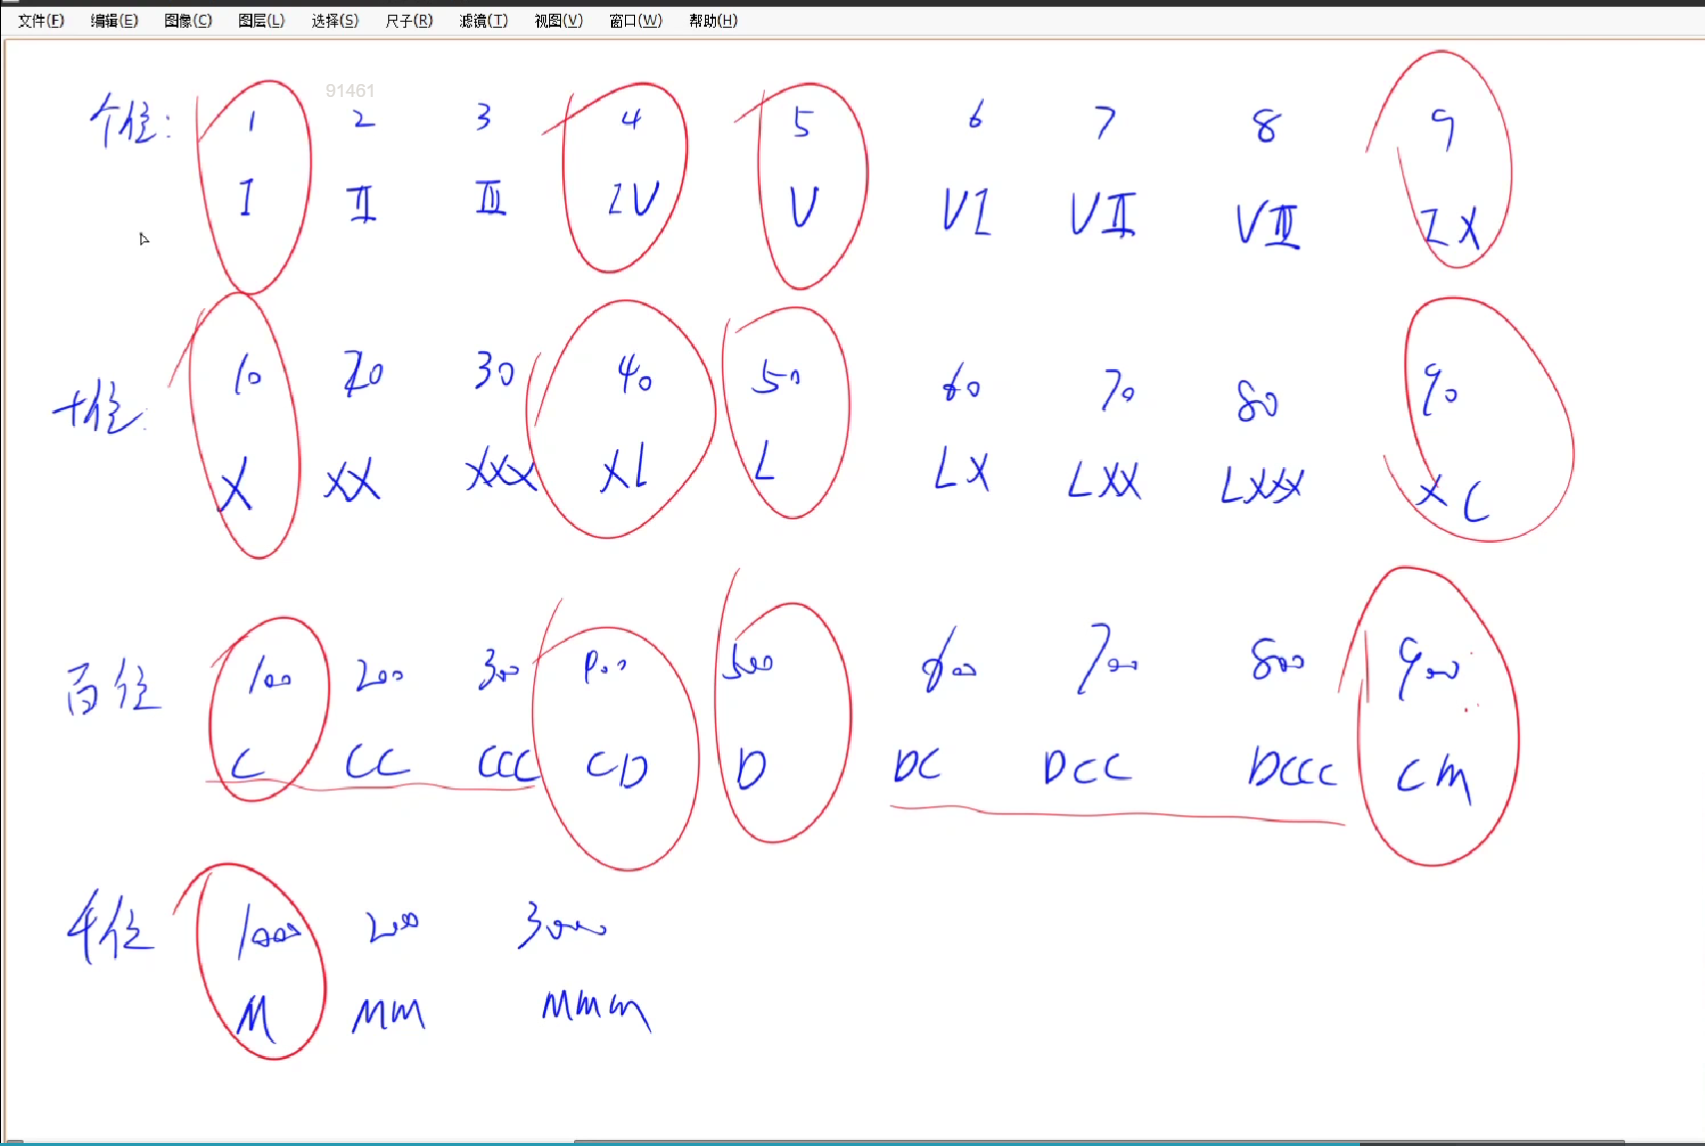 文件(F) 编辑(E) 图像(C) 图层(L) 选择(S) 尺子(R) 滤镜(T) 视图(V) 窗口(W) 帮助(H)
91461
个位: 1 2 3 4 5 6 7 8 9
I II III IV V VI VII VIII IX
十位: 10 20 30 40 50 60 70 80 90
X XX XXX XL L LX LXX LXXX XC
百位 100 200 300 400 500 600 700 800 900
C CC CCC CD D DC DCC DCCC CM
千位 1000 200 3000
M MM MMM